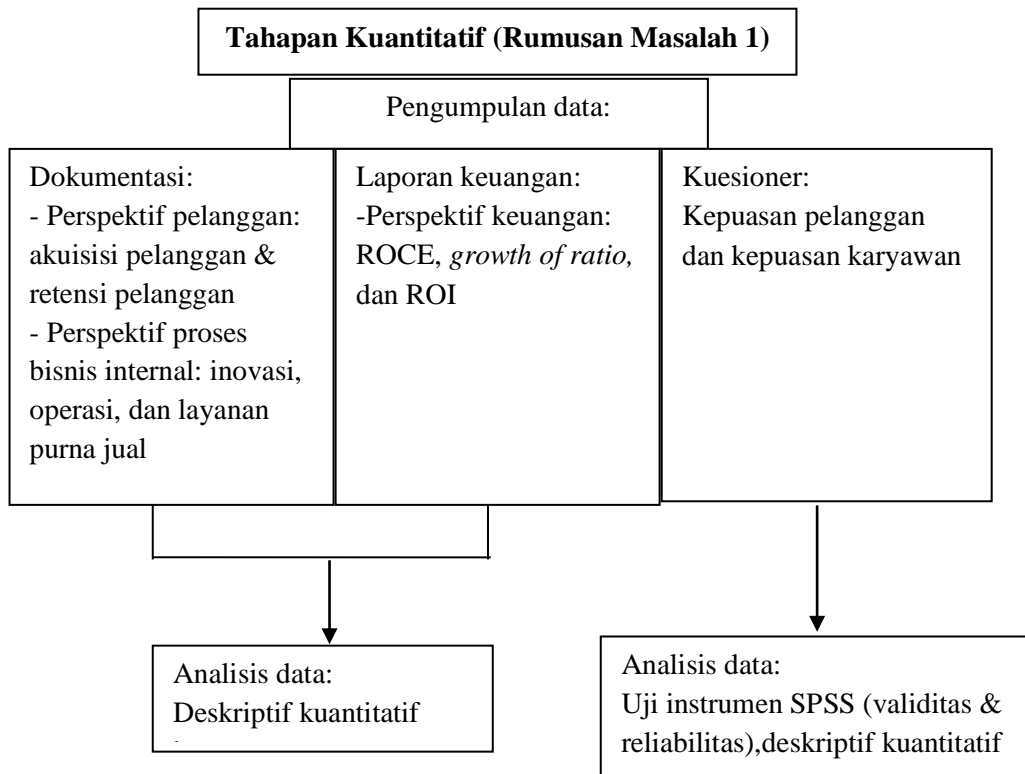 Tahapan Kuantitatif (Rumusan Masalah 1)
Pengumpulan data:
Dokumentasi:
- Perspektif pelanggan:
akuisisi pelanggan &
retensi pelanggan
- Perspektif proses
bisnis internal: inovasi,
operasi, dan layanan
purna jual
Laporan keuangan:
-Perspektif keuangan:
ROCE, growth of ratio,
dan ROI
Kuesioner:
Kepuasan pelanggan
dan kepuasan karyawan
Analisis data:
Deskriptif kuantitatif
Analisis data:
Uji instrumen SPSS (validitas &
reliabilitas),deskriptif kuantitatif